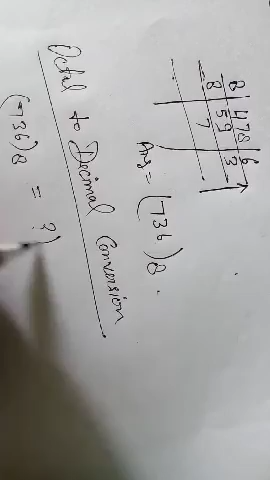 8 478 6
8 59 3
7
Ans = (736)8.
Octal to Decimal Conversion
(736)8 = ?)